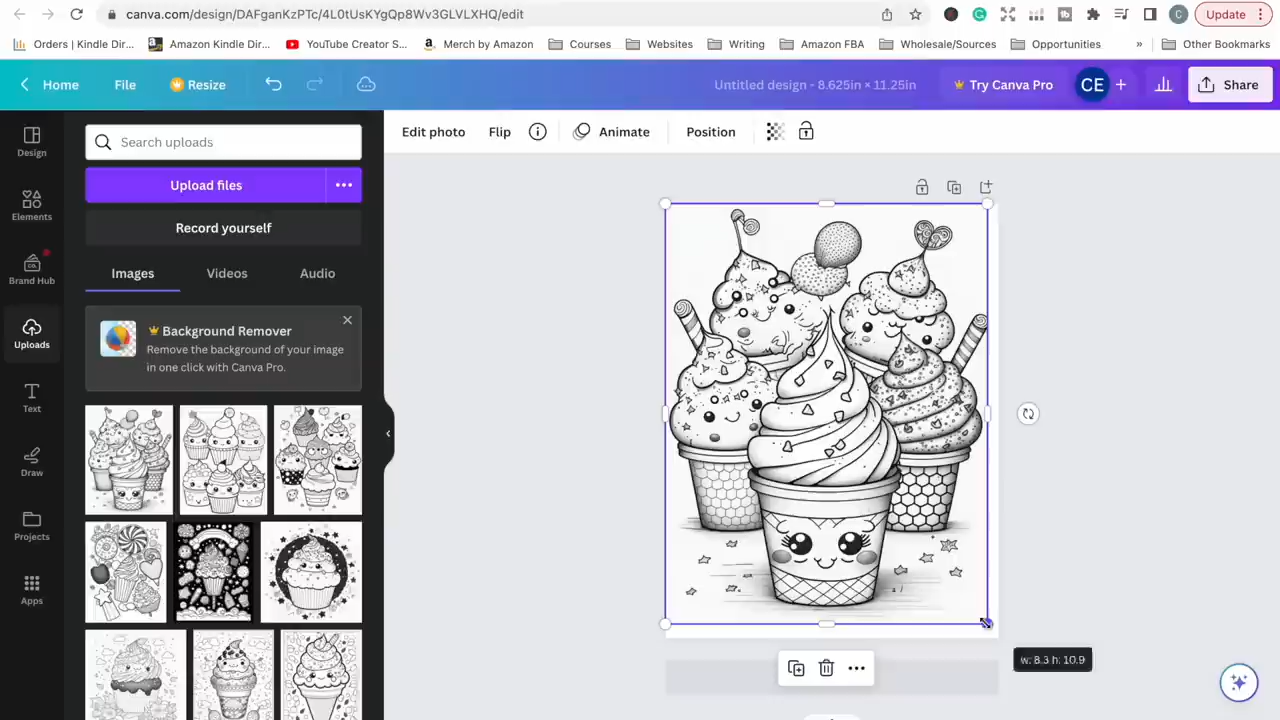 canva.com/design/DAFganKzPTc/4L0tUsKYgQp8Wv3GLVLXHQ/edit
C
Update
Orders | Kindle Dir...
Amazon Kindle Dir...
YouTube Creator S...
Merch by Amazon
Courses
Websites
Writing
Amazon FBA
Wholesale/Sources
Opportunities
»
Other Bookmarks
Home
File
Resize
Untitled design - 8.625in × 11.25in
Try Canva Pro
CE
Share
Design
Elements
Brand Hub
Uploads
Text
Draw
Projects
Apps
Search uploads
Upload files
Record yourself
Images
Videos
Audio
Background Remover
Remove the background of your image
in one click with Canva Pro.
Edit photo
Flip
Animate
Position
w: 8.3 h: 10.9